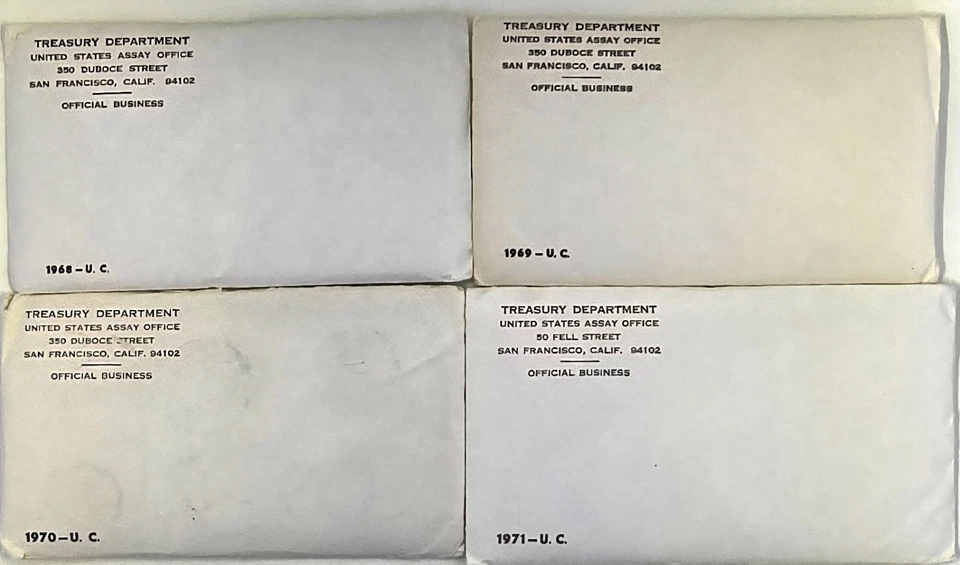 TREASURY DEPARTMENT
UNITED STATES ASSAY OFFICE
350 DUBOCE STREET
SAN FRANCISCO, CALIF. 94102
OFFICIAL BUSINESS
1968-U. C.
TREASURY DEPARTMENT
UNITED STATES ASSAY OFFICE
350 DUBOCE STREET
SAN FRANCISCO, CALIF. 94102
OFFICIAL BUSINESS
1969-U. C.
TREASURY DEPARTMENT
UNITED STATES ASSAY OFFICE
350 DUBOCE STREET
SAN FRANCISCO, CALIF. 94102
OFFICIAL BUSINESS
1970-U. C.
TREASURY DEPARTMENT
UNITED STATES ASSAY OFFICE
50 FELL STREET
SAN FRANCISCO, CALIF. 94102
OFFICIAL BUSINESS
1971-U. C.